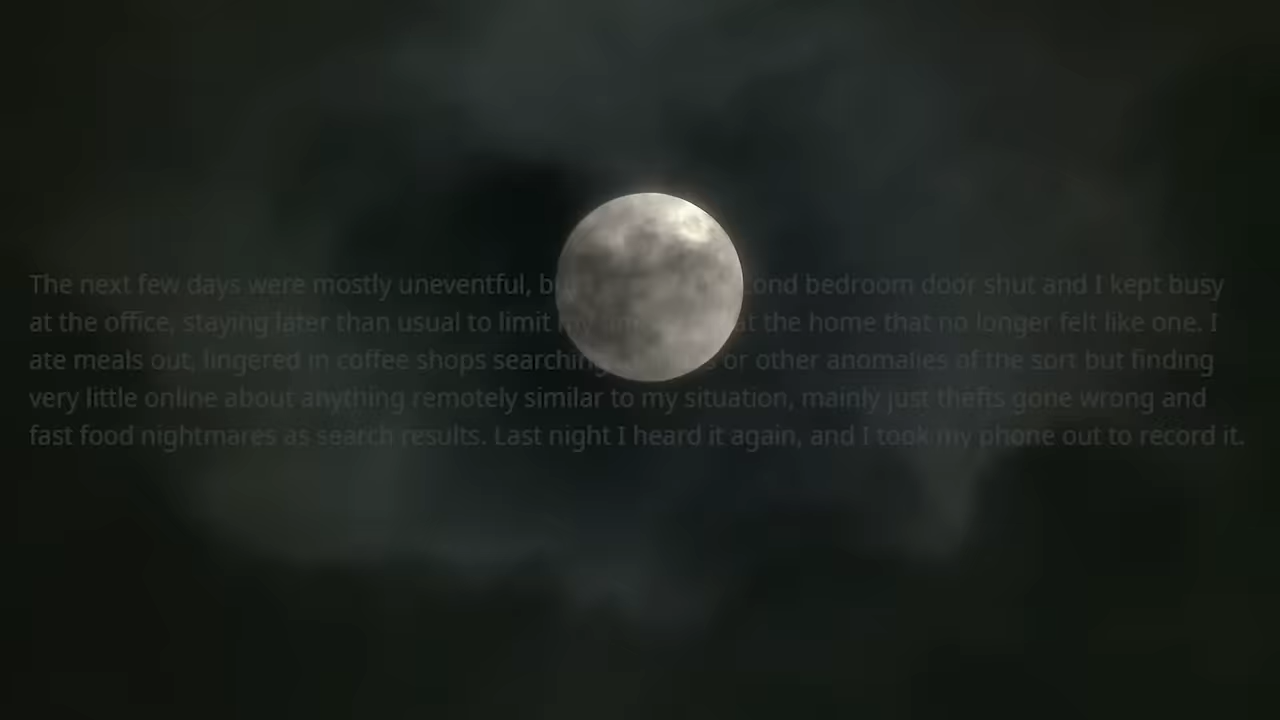 The next few days were mostly uneventful, bedroom door shut and I kept busy
at the office, staying later than usual to limit my at the home that no longer felt like one. I
ate meals out, lingered in coffee shops searching or other anomalies of the sort but finding
very little online about anything remotely similar to my situation, mainly just thefts gone wrong and
fast food nightmares as search results. Last night I heard it again, and I took my phone out to record it.